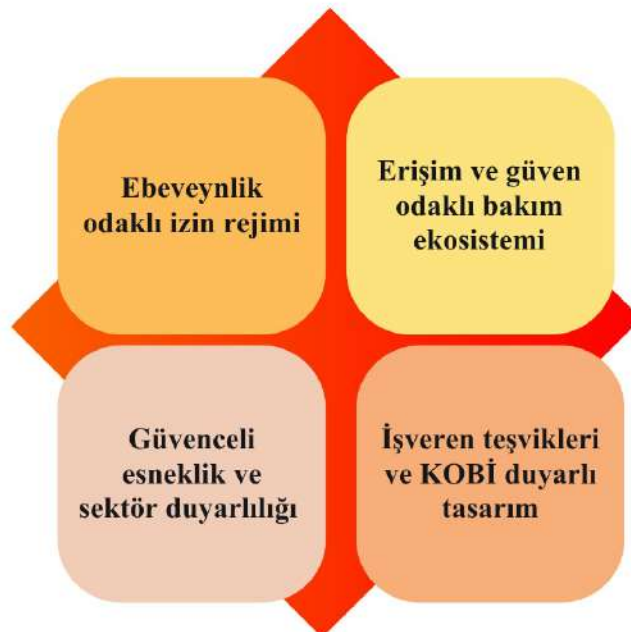 Ebeveynlik
odaklı izin rejimi
Erişim ve güven
odaklı bakım
ekosistemi
Güvenceli
esneklik ve
sektör duyarlılığı
İşveren teşvikleri
ve KOBİ duyarlı
tasarım